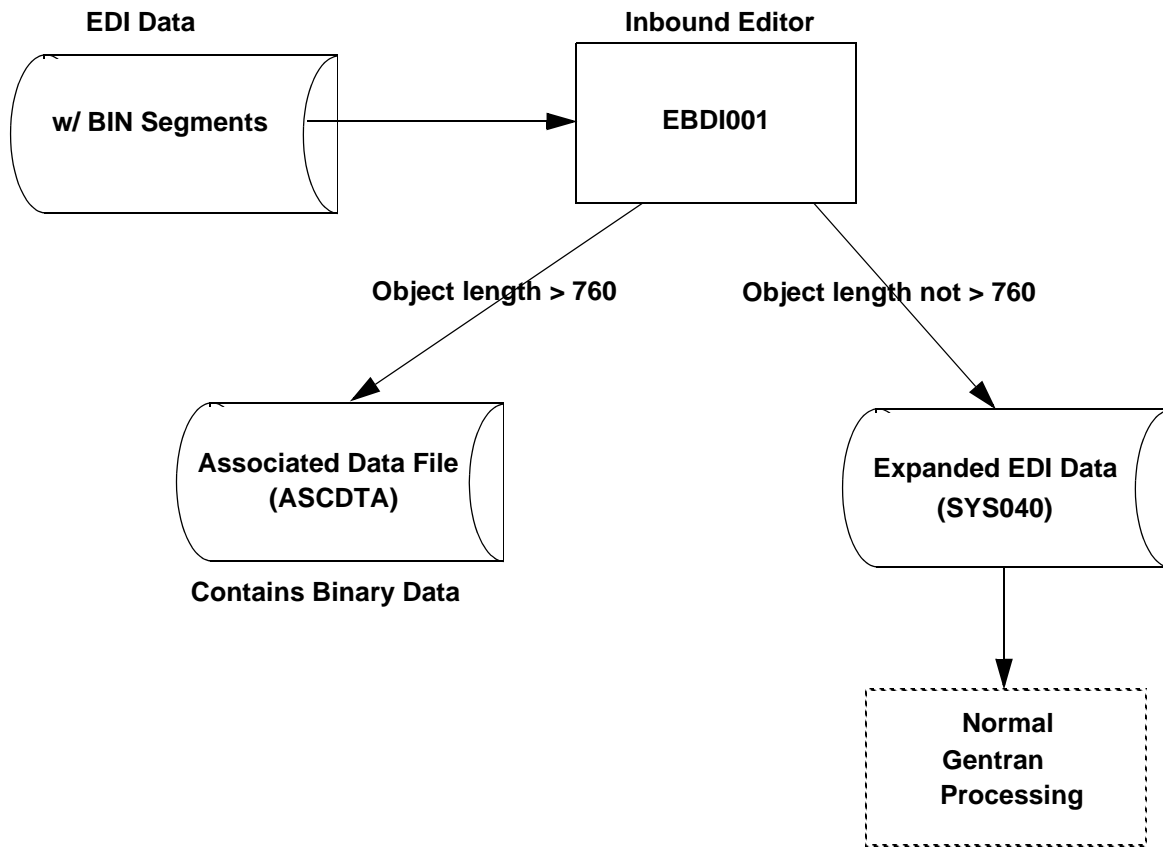 EDI Data
Inbound Editor
w/ BIN Segments
EBDI001
Object length > 760
Object length not > 760
Associated Data File
(ASCDTA)
Expanded EDI Data
(SYS040)
Contains Binary Data
Normal
Gentran
Processing